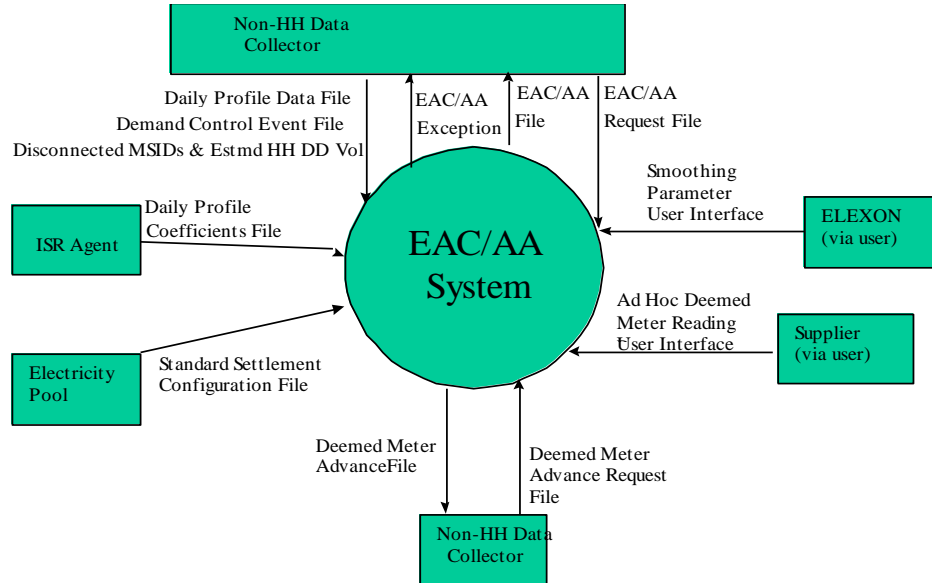 Non-HH Data
Collector
Daily Profile Data File
Demand Control Event File
Disconnected MSIDs & Estmd HH DD Vol
EAC/AA
Exception
EAC/AA
File
EAC/AA
Request File
Smoothing
Parameter
User Interface
ELEXON
(via user)
Daily Profile
Coefficients File
ISR Agent
EAC/AA
System
Ad Hoc Deemed
Meter Reading
User Interface
Supplier
(via user)
Electricity
Pool
Standard Settlement
Configuration File
Deemed Meter
AdvanceFile
Deemed Meter
Advance Request
File
Non-HH Data
Collector